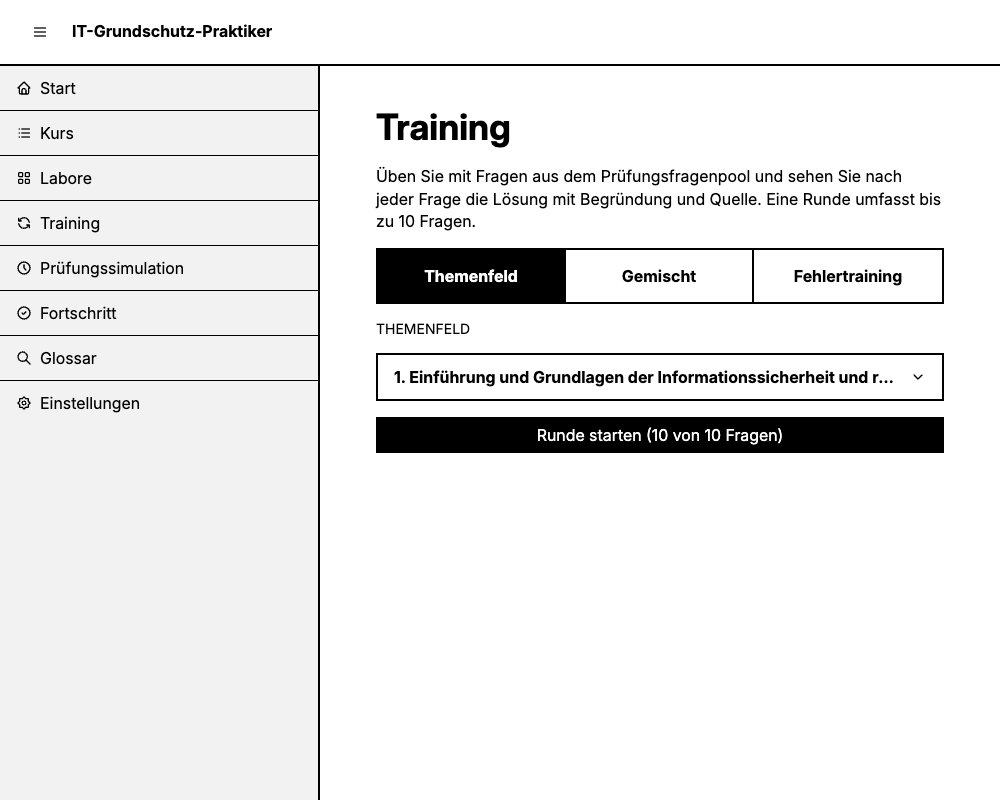 IT-Grundschutz-Praktiker
Start
Kurs
Labore
Training
Prüfungssimulation
Fortschritt
Glossar
Einstellungen
Training
Üben Sie mit Fragen aus dem Prüfungsfragenpool und sehen Sie nach
jeder Frage die Lösung mit Begründung und Quelle. Eine Runde umfasst bis
zu 10 Fragen.
Themenfeld
Gemischt
Fehlertraining
THEMENFELD
1. Einführung und Grundlagen der Informationssicherheit und r...
Runde starten (10 von 10 Fragen)